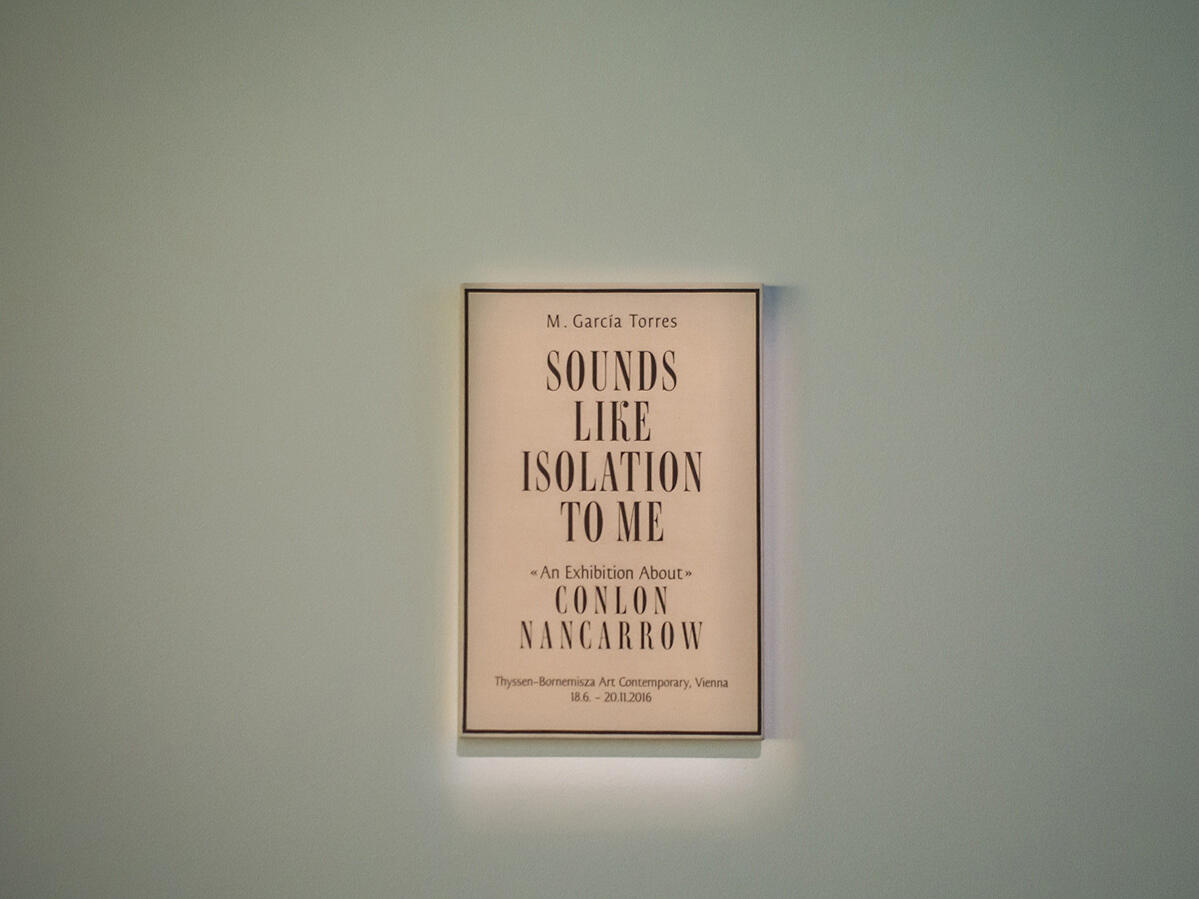 M. García Torres
SOUNDS
LIKE
ISOLATION
TO ME
«An Exhibition About»
CONLON
NANCARROW
Thyssen-Bornemisza Art Contemporary, Vienna
18.6. - 20.11.2016